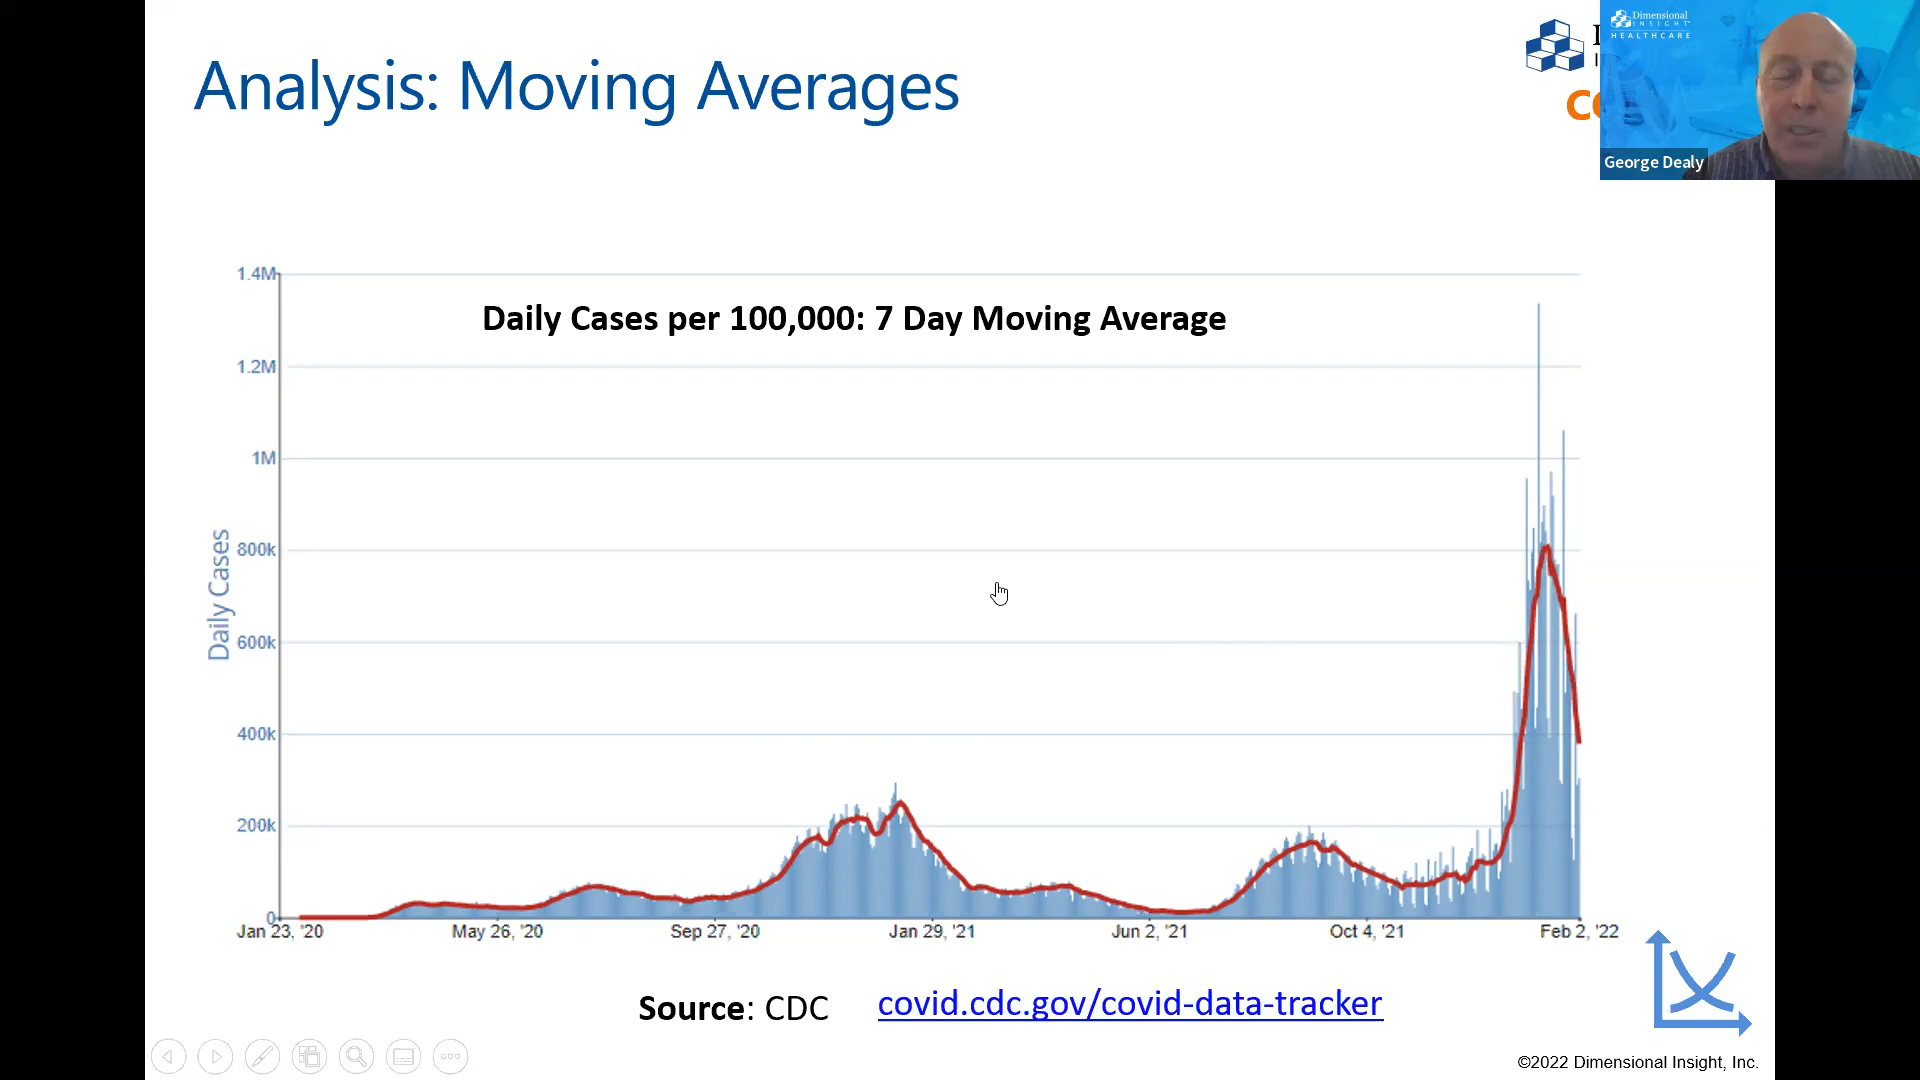 Analysis: Moving Averages
Dimensional
INSIGHT
HEALTHCARE
George Dealy
Daily Cases per 100,000: 7 Day Moving Average
Daily Cases
1.4M
1.2M
1M
800k
600k
400k
200k
0
Jan 23, '20
May 26, '20
Sep 27, '20
Jan 29, '21
Jun 2, '21
Oct 4, '21
Feb 2, '22
Source: CDC covid.cdc.gov/covid-data-tracker
©2022 Dimensional Insight, Inc.